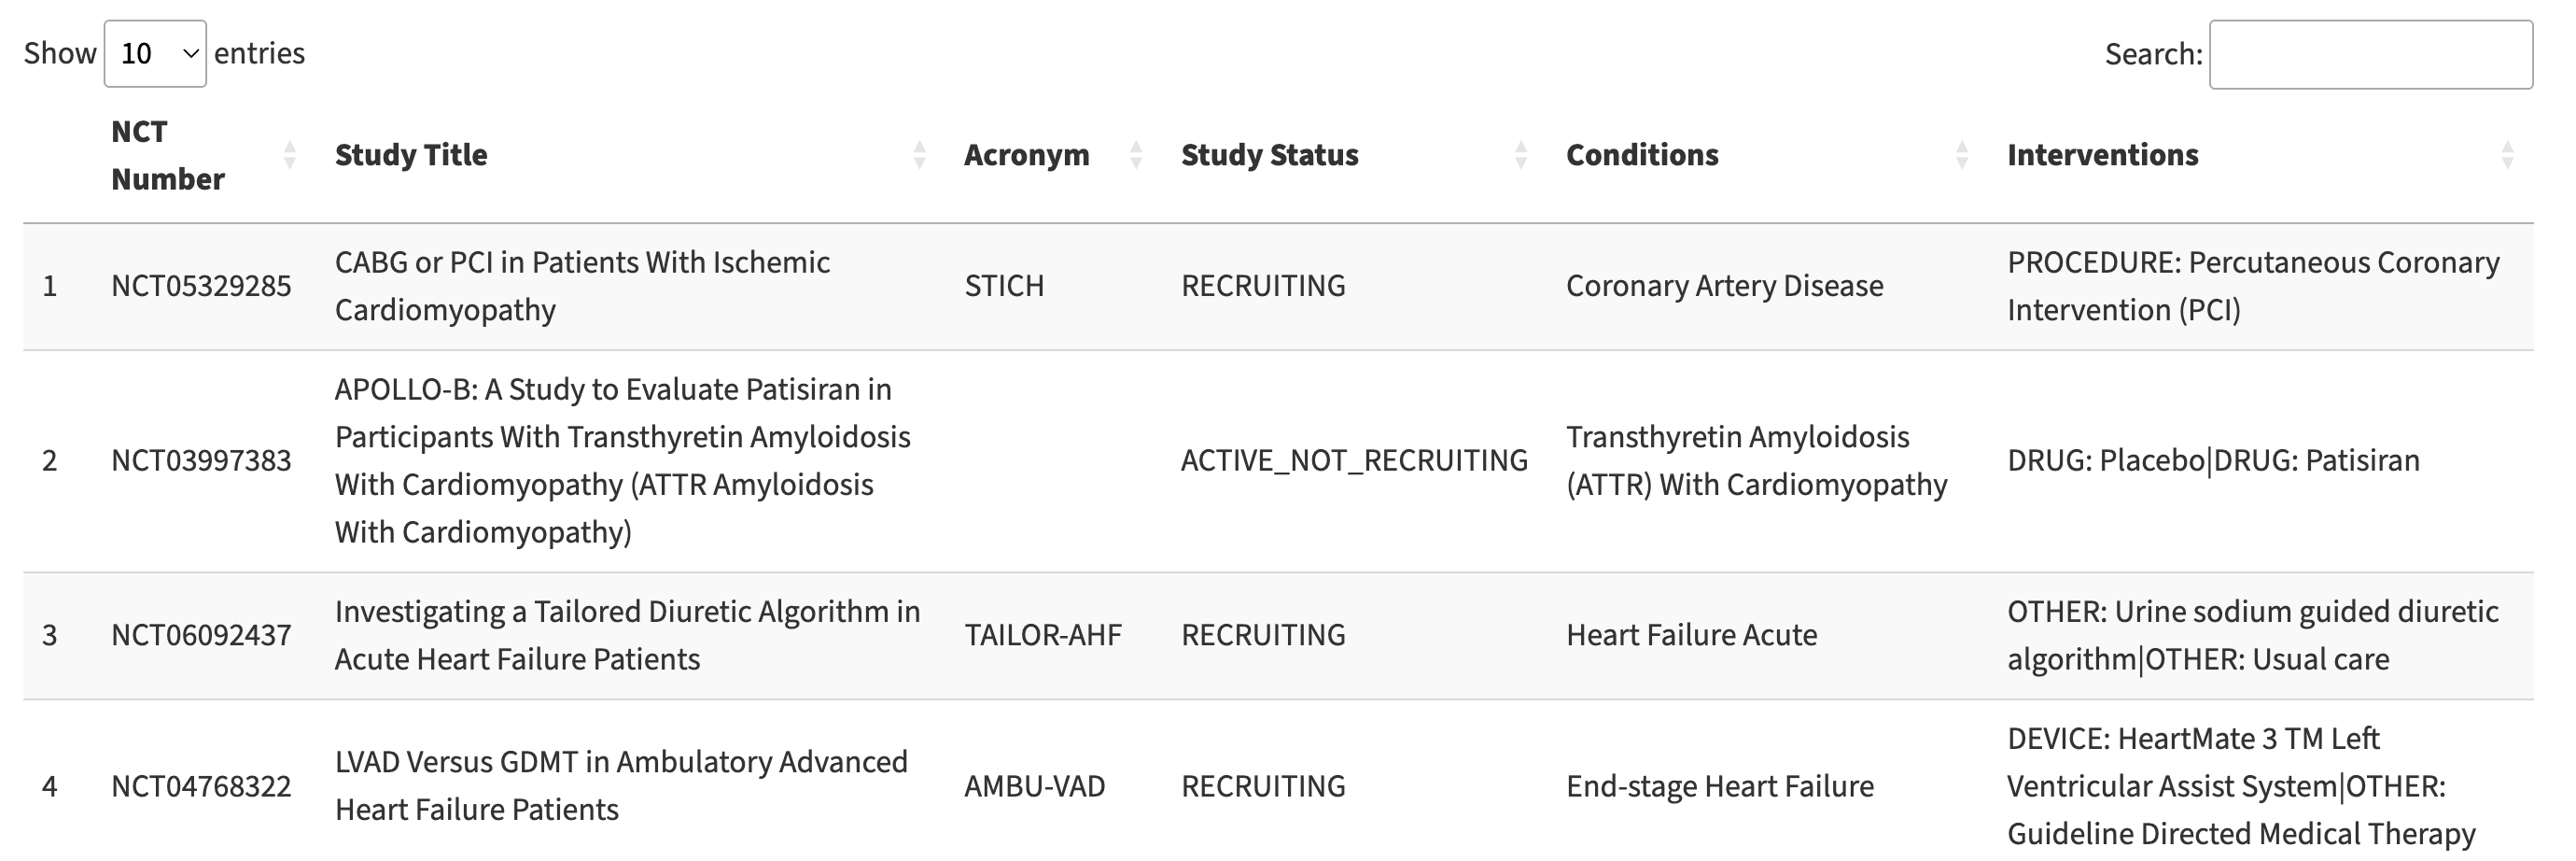 Show 10 entries Search:
NCT Number Study Title Acronym Study Status Conditions Interventions
1 NCT05329285 CABG or PCI in Patients With Ischemic Cardiomyopathy STICH RECRUITING Coronary Artery Disease PROCEDURE: Percutaneous Coronary Intervention (PCI)
2 NCT03997383 APOLLO-B: A Study to Evaluate Patisiran in Participants With Transthyretin Amyloidosis With Cardiomyopathy (ATTR Amyloidosis With Cardiomyopathy) ACTIVE_NOT_RECRUITING Transthyretin Amyloidosis (ATTR) With Cardiomyopathy DRUG: Placebo|DRUG: Patisiran
3 NCT06092437 Investigating a Tailored Diuretic Algorithm in Acute Heart Failure Patients TAILOR-AHF RECRUITING Heart Failure Acute OTHER: Urine sodium guided diuretic algorithm|OTHER: Usual care
4 NCT04768322 LVAD Versus GDMT in Ambulatory Advanced Heart Failure Patients AMBU-VAD RECRUITING End-stage Heart Failure DEVICE: HeartMate 3 TM Left Ventricular Assist System|OTHER: Guideline Directed Medical Therapy